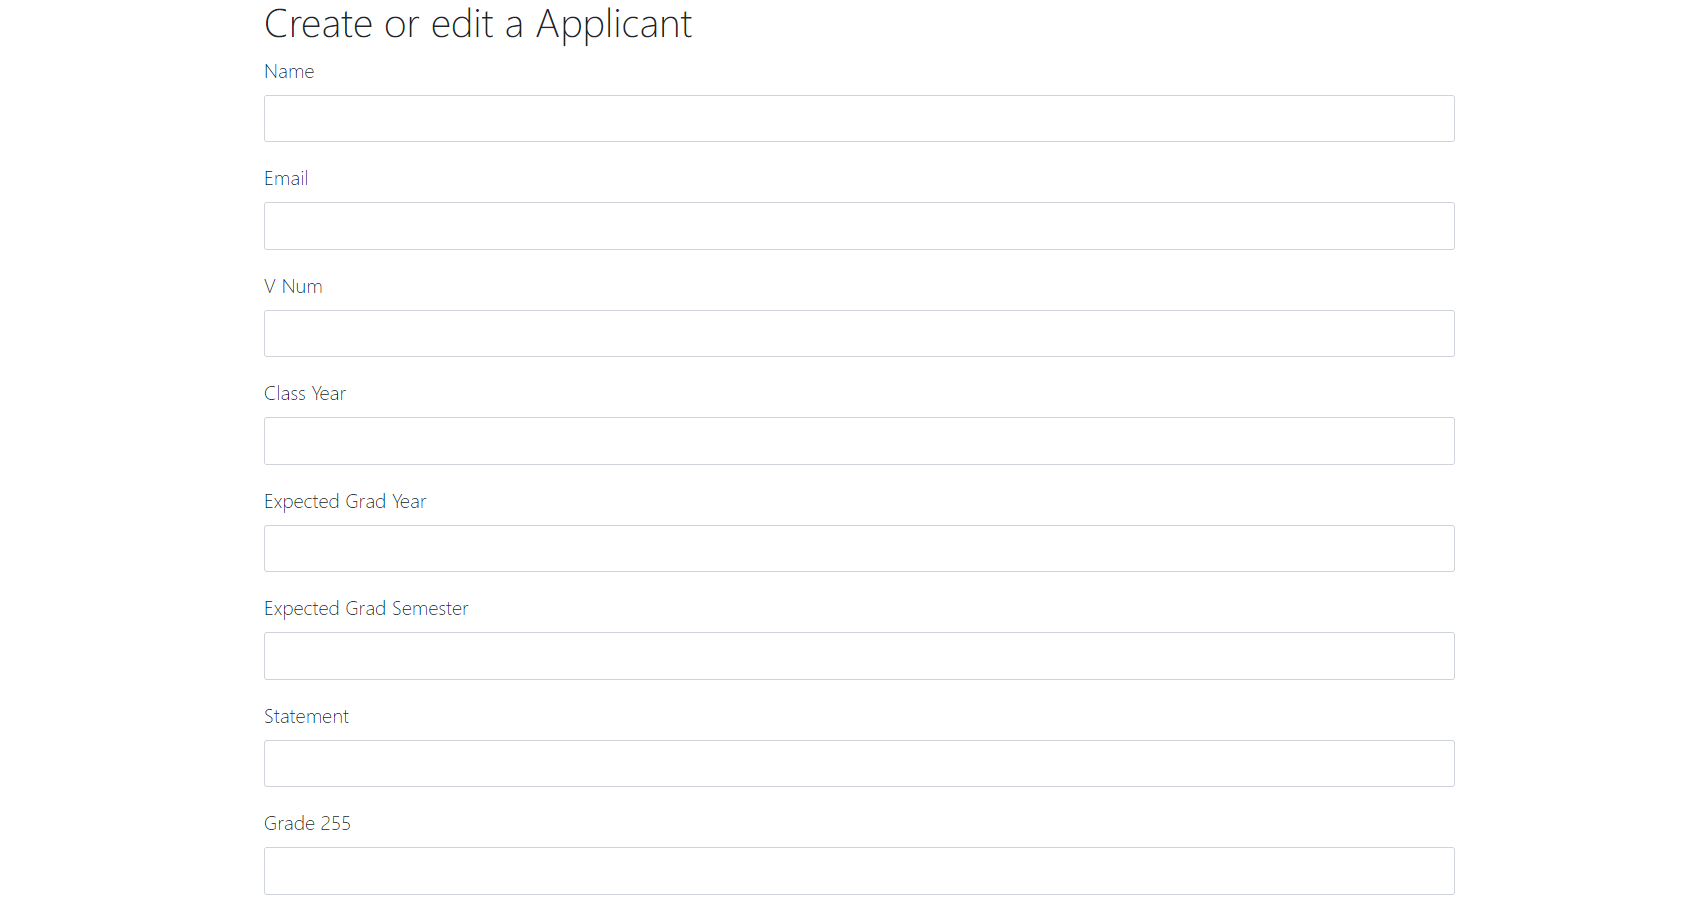 Create or edit a Applicant
Name
Email
V Num
Class Year
Expected Grad Year
Expected Grad Semester
Statement
Grade 255